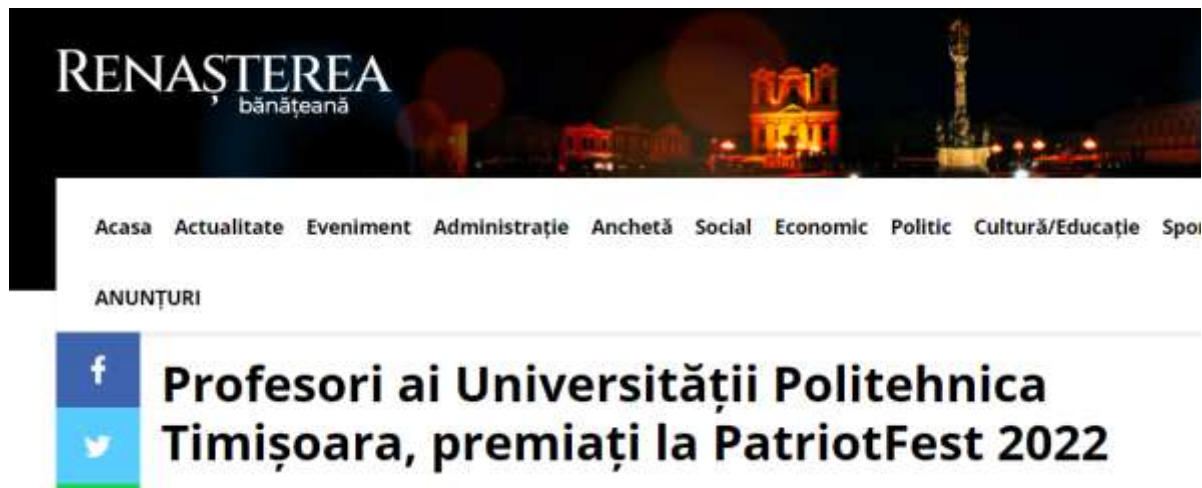 RENAȘTEREA
bănățeană
Acasa Actualitate Eveniment Administrație Anchetă Social Economic Politic Cultură/Educație
ANUNȚURI
Profesori ai Universității Politehnica
Timișoara, premiați la PatriotFest 2022